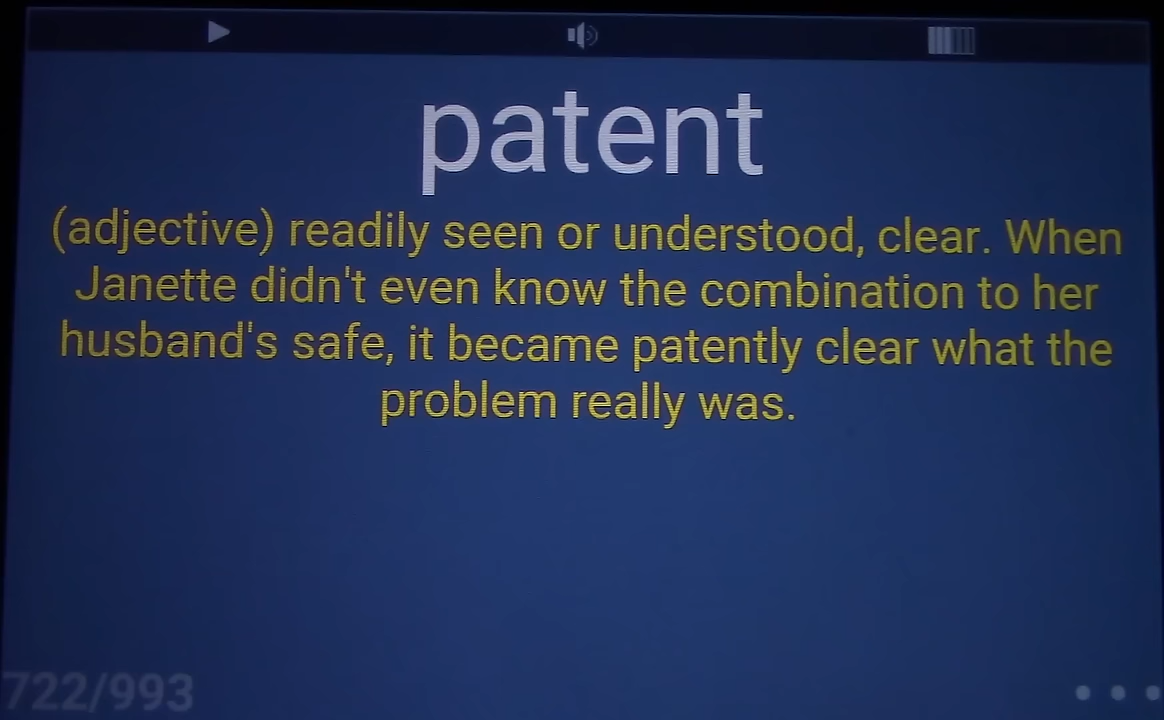 patent
(adjective) readily seen or understood, clear. When
Janette didn't even know the combination to her
husband's safe, it became patently clear what the
problem really was.
722/993